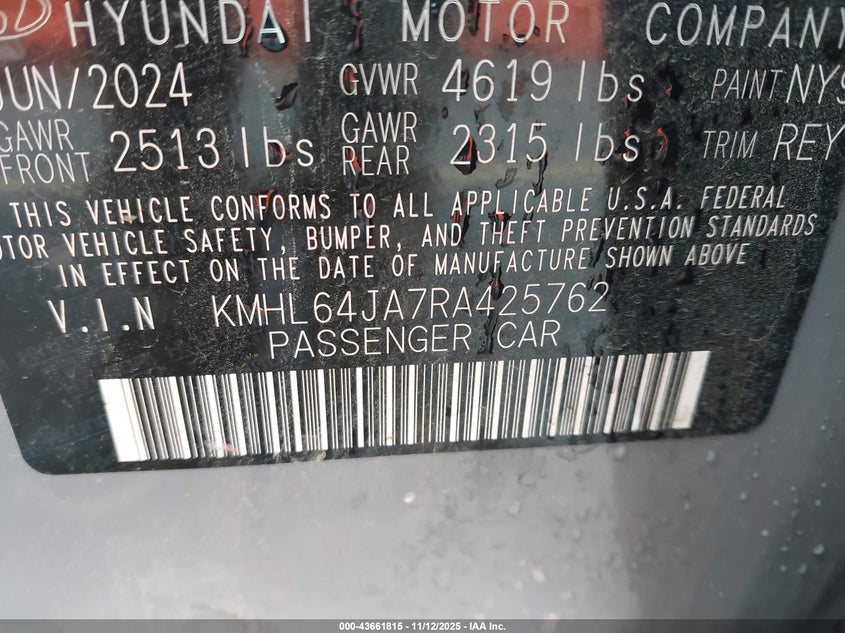 HYUNDAI MOTOR COMPANY
JUN/2024 GVWR 4619 lbs PAINT NY9
GAWR FRONT 2513 lbs GAWR REAR 2315 lbs TRIM REY
THIS VEHICLE CONFORMS TO ALL APPLICABLE U.S.A. FEDERAL
OTOR VEHICLE SAFETY, BUMPER, AND THEFT PREVENTION STANDARDS
IN EFFECT ON THE DATE OF MANUFACTURE SHOWN ABOVE
V.I.N KMHL64JA7RA425762
PASSENGER CAR
000-43661815 - 11/12/2025 - IAA Inc.